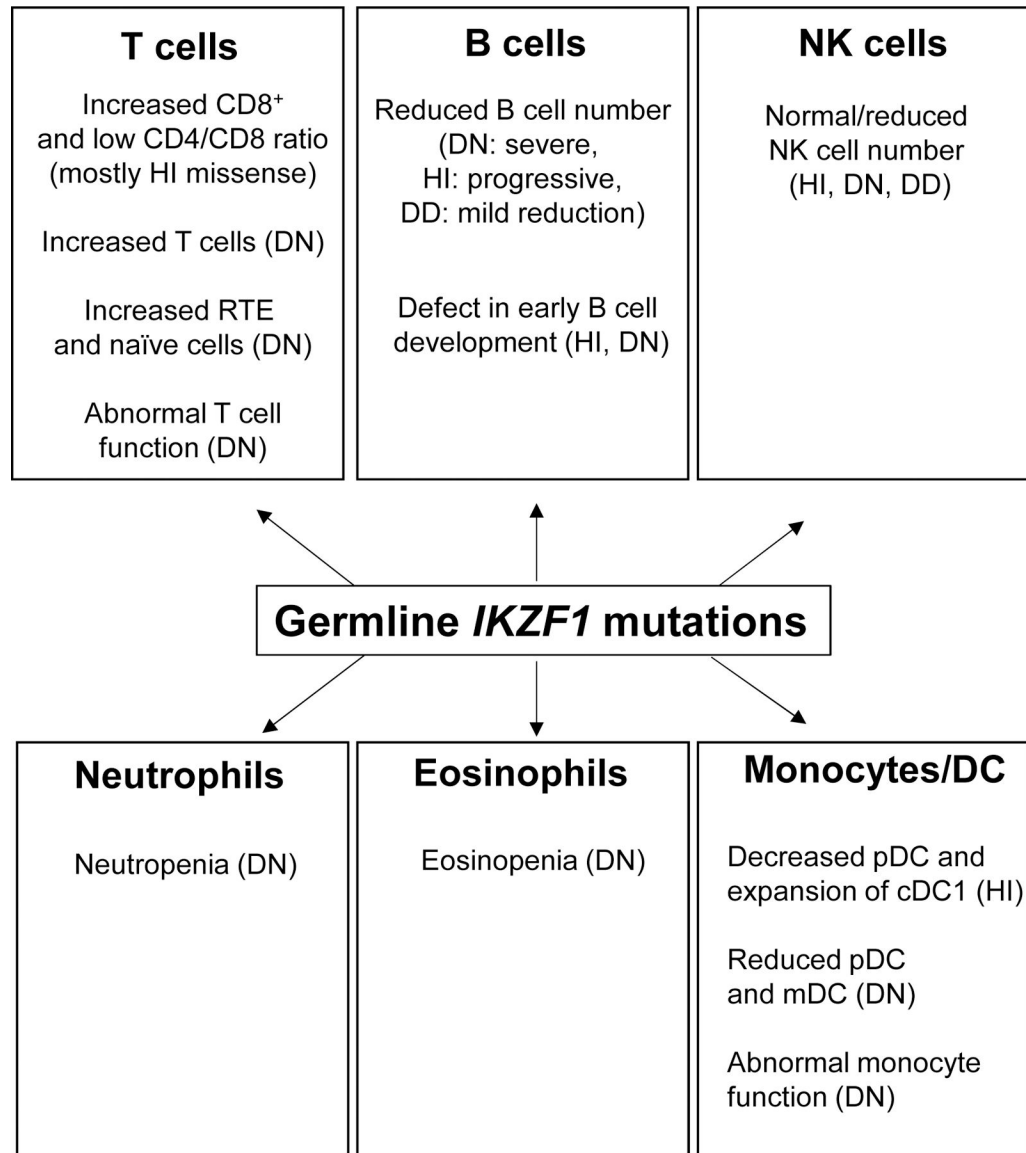 T cells
Increased CD8⁺
and low CD4/CD8 ratio
(mostly HI missense)
Increased T cells (DN)
Increased RTE
and naïve cells (DN)
Abnormal T cell
function (DN)
B cells
Reduced B cell number
(DN: severe,
HI: progressive,
DD: mild reduction)
Defect in early B cell
development (HI, DN)
NK cells
Normal/reduced
NK cell number
(HI, DN, DD)
Germline IKZF1 mutations
Neutrophils
Neutropenia (DN)
Eosinophils
Eosinopenia (DN)
Monocytes/DC
Decreased pDC and
expansion of cDC1 (HI)
Reduced pDC
and mDC (DN)
Abnormal monocyte
function (DN)